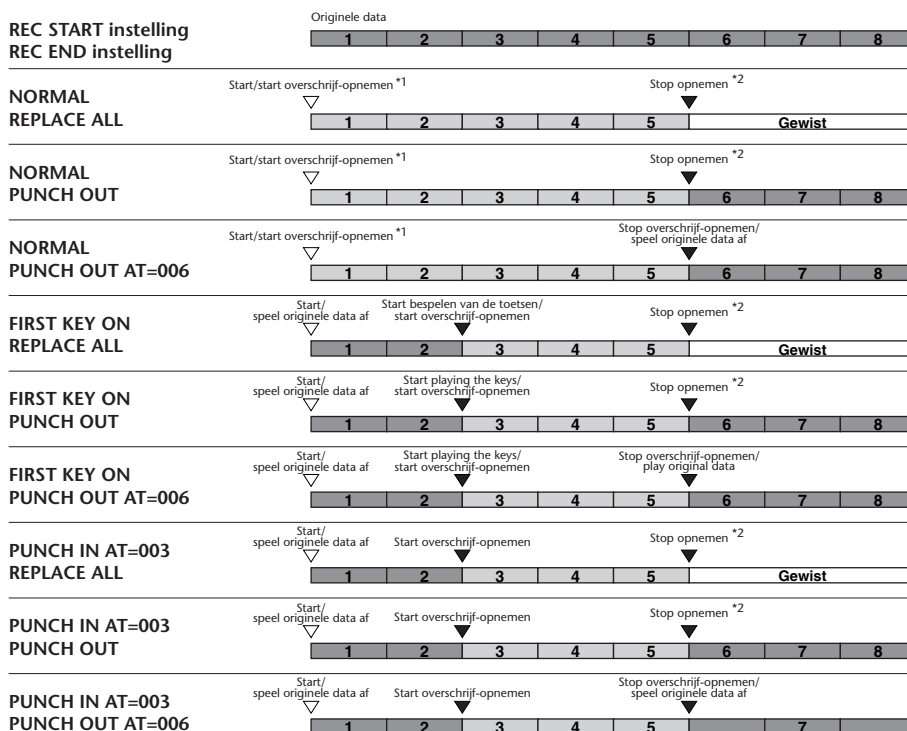 Originele data
REC START instelling
REC END instelling
1 2 3 4 5 6 7 8
Start/start overschrijf-opnemen *1
Stop opnemen *2
NORMAL
REPLACE ALL
1 2 3 4 5 Gewist
Start/start overschrijf-opnemen *1
Stop opnemen *2
NORMAL
PUNCH OUT
1 2 3 4 5 6 7 8
Start/start overschrijf-opnemen *1
Stop overschrijf-opnemen/
speel originele data af
NORMAL
PUNCH OUT AT=006
1 2 3 4 5 6 7 8
Start/
speel originele data af
Start bespelen van de toetsen/
start overschrijf-opnemen
Stop opnemen *2
FIRST KEY ON
REPLACE ALL
1 2 3 4 5 Gewist
Start/
speel originele data af
Start playing the keys/
start overschrijf-opnemen
Stop opnemen *2
FIRST KEY ON
PUNCH OUT
1 2 3 4 5 6 7 8
Start/
speel originele data af
Start playing the keys/
start overschrijf-opnemen
Stop overschrijf-opnemen/
play original data
FIRST KEY ON
PUNCH OUT AT=006
1 2 3 4 5 6 7 8
Start/
speel originele data af
Start overschrijf-opnemen
Stop opnemen *2
PUNCH IN AT=003
REPLACE ALL
1 2 3 4 5 Gewist
Start/
speel originele data af
Start overschrijf-opnemen
Stop opnemen *2
PUNCH IN AT=003
PUNCH OUT
1 2 3 4 5 6 7 8
Start/
speel originele data af
Start overschrijf-opnemen
Stop overschrijf-opnemen/
speel originele data af
PUNCH IN AT=003
PUNCH OUT AT=006
1 2 3 4 5 7